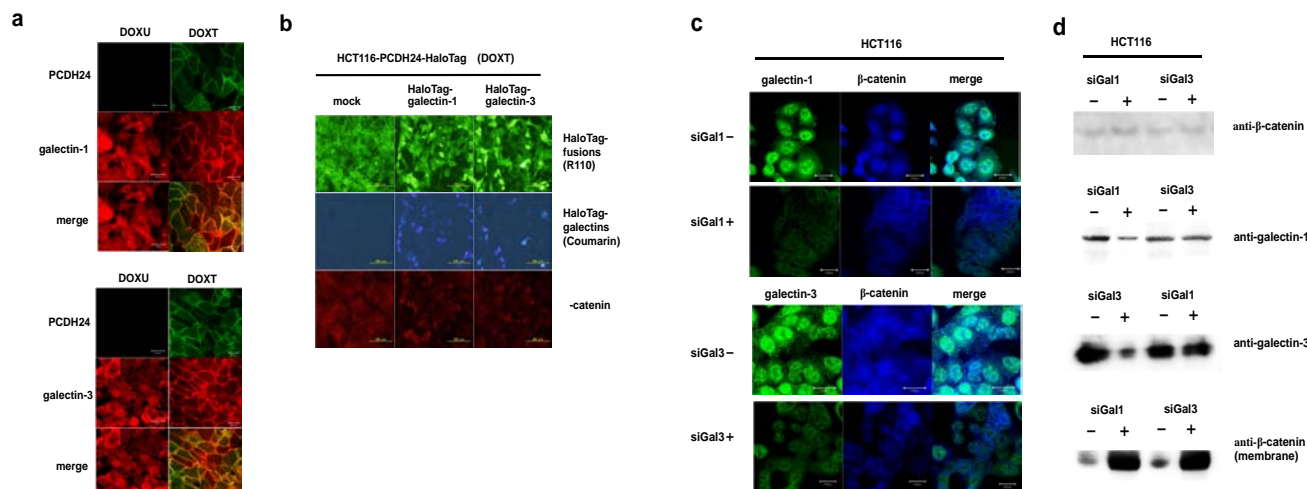 a
DOXU DOXT
PCDH24
galectin-1
merge
DOXU DOXT
PCDH24
galectin-3
merge
b
HCT116-PCDH24-HaloTag (DOXT)
mock
HaloTag-
galectin-1
HaloTag-
galectin-3
HaloTag-
fusions
(R110)
HaloTag-
galectins
(Coumarin)
-catenin
c
HCT116
galectin-1 β-catenin merge
siGal1−
siGal1+
galectin-3 β-catenin merge
siGal3−
siGal3+
d
HCT116
siGal1 siGal3
− + − +
anti-β-catenin
siGal1 siGal3
− + − +
anti-galectin-1
siGal3 siGal1
− + − +
anti-galectin-3
siGal1 siGal3
− + − +
anti-β-catenin
(membrane)